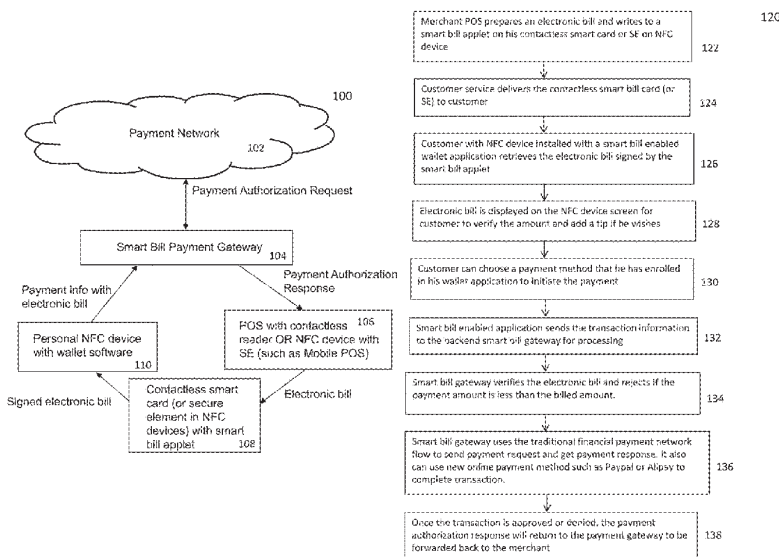 100
Payment Network
102
Payment Authorization Request
Smart Bill Payment Gateway
104
Payment info with
electronic bill
Payment Authorization
Response
Personal NFC device
with wallet software
110
POS with contactless 106
reader OR NFC device with
SE (such as Mobile POS)
Signed electronic bill
Contactless smart
card (or secure
element in NFC
devices) with smart
bill applet
108
Electronic bill
120
Merchant POS prepares an electronic bill and writes to a
smart bill applet on his contactless smart card or SE on NFC
device
122
Customer service delivers the contactless smart bill card (or
SE) to customer
124
Customer with NFC device installed with a smart bill enabled
wallet application retrieves the electronic bill signed by the
smart bill applet
126
Electronic bill is displayed on the NFC device screen for
customer to verify the amount and add a tip if he wishes
128
Customer can choose a payment method that he has enrolled
in his wallet application to initiate the payment
130
Smart bill enabled application sends the transaction information
to the backend smart bill gateway for processing
132
Smart bill gateway verifies the electronic bill and rejects if the
payment amount is less than the billed amount.
134
Smart bill gateway uses the traditional financial payment network
flow to send payment request and get payment response. It also
can use new online payment method such as Paypal or Alipay to
complete transaction.
136
Once the transaction is approved or denied, the payment
authorization response will return to the payment gateway to be
forwarded back to the merchant
138